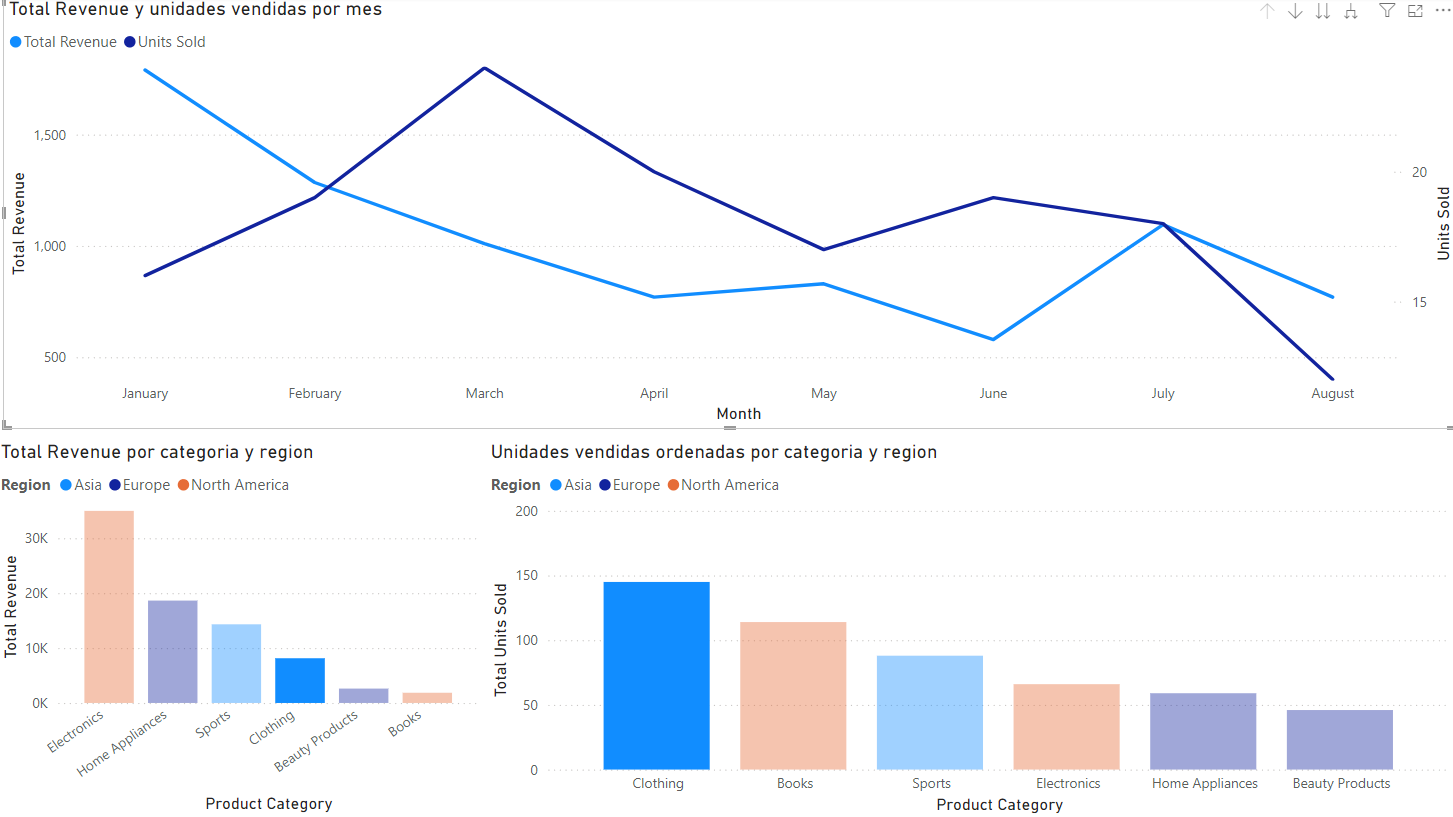 Total Revenue y unidades vendidas por mes
Total Revenue Units Sold
Total Revenue
1,500
1,000
500
20
15
Units Sold
January February March April May June July August
Month
Total Revenue por categoria y region
Region Asia Europe North America
Total Revenue
30K
20K
10K
0K
Electronics Home Appliances Sports Clothing Beauty Products Books
Product Category
Unidades vendidas ordenadas por categoria y region
Region Asia Europe North America
Total Units Sold
200
150
100
50
0
Clothing Books Sports Electronics Home Appliances Beauty Products
Product Category